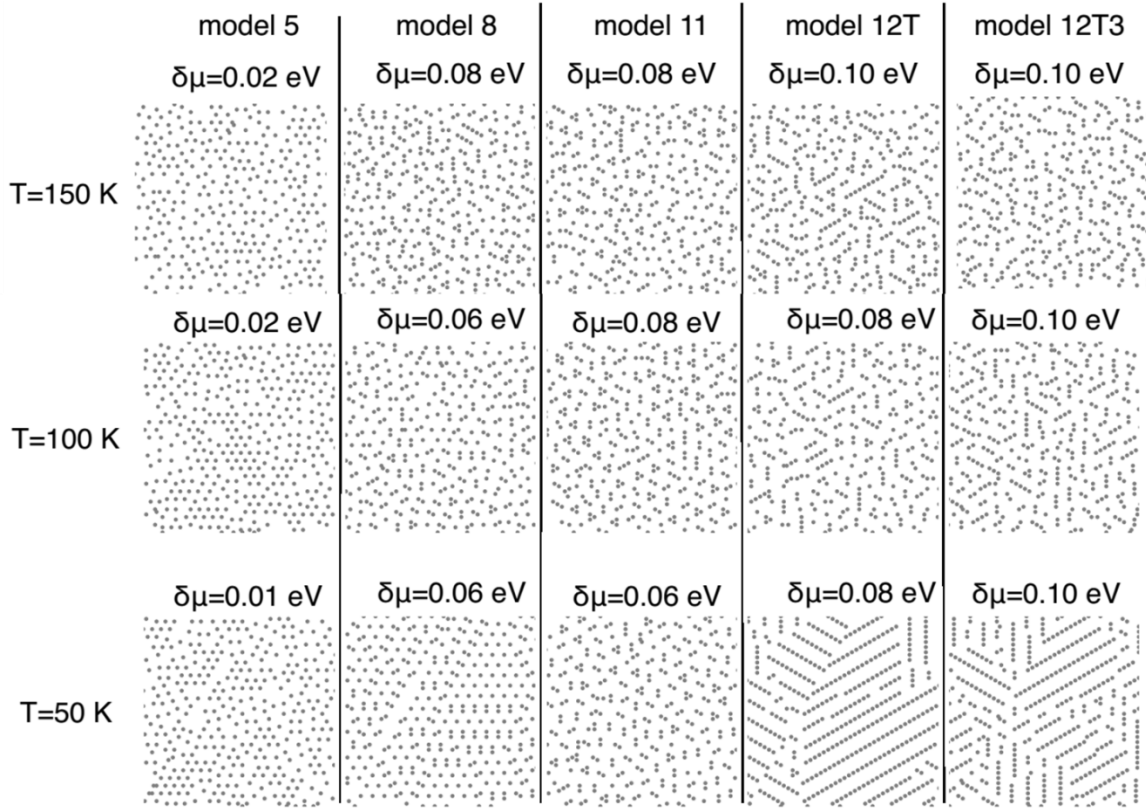 model 5 model 8 model 11 model 12T model 12T3
δμ=0.02 eV δμ=0.08 eV δμ=0.08 eV δμ=0.10 eV δμ=0.10 eV
T=150 K
δμ=0.02 eV δμ=0.06 eV δμ=0.08 eV δμ=0.08 eV δμ=0.10 eV
T=100 K
δμ=0.01 eV δμ=0.06 eV δμ=0.06 eV δμ=0.08 eV δμ=0.10 eV
T=50 K